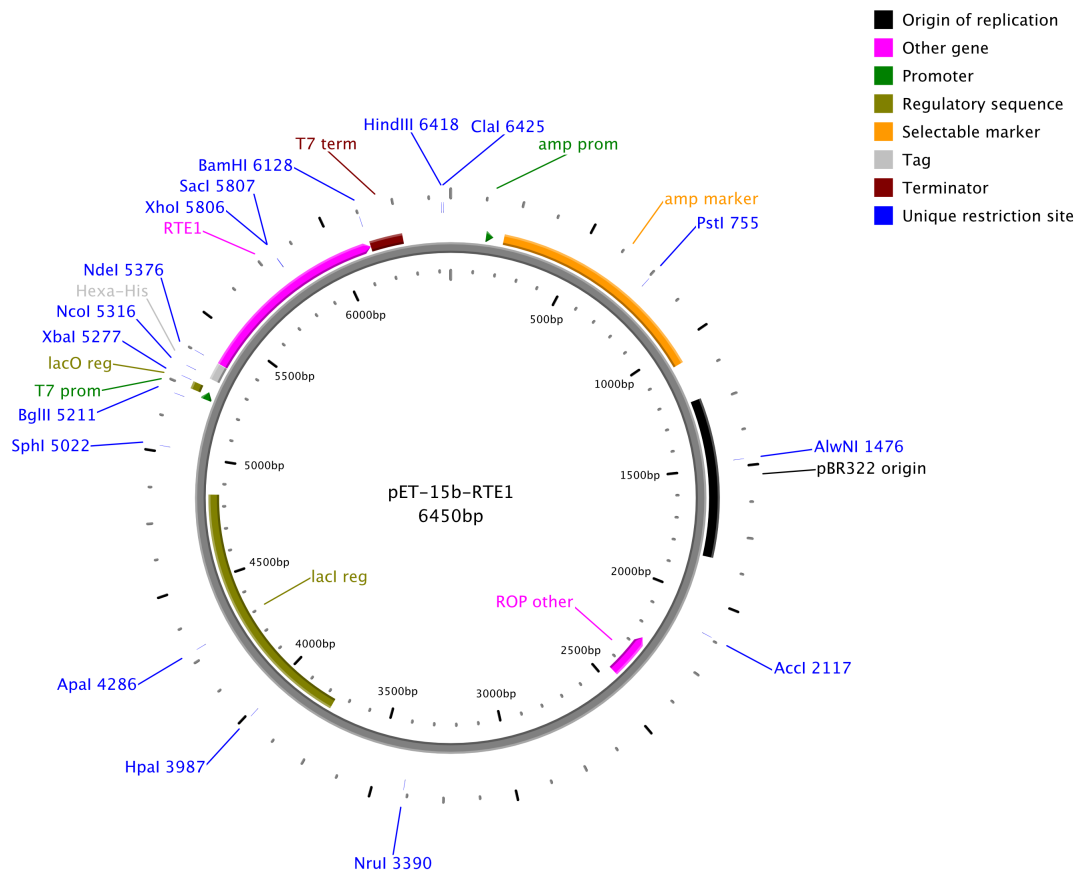 Origin of replication
Other gene
Promoter
Regulatory sequence
Selectable marker
Tag
Terminator
Unique restriction site
HindIII 6418
ClaI 6425
T7 term
amp prom
BamHI 6128
SacI 5807
XhoI 5806
RTE1
amp marker
PstI 755
NdeI 5376
Hexa-His
NcoI 5316
XbaI 5277
lacO reg
T7 prom
BglII 5211
SphI 5022
6000bp
500bp
5500bp
1000bp
AlwNI 1476
pBR322 origin
5000bp
1500bp
pET-15b-RTE1
6450bp
4500bp
lacI reg
2000bp
ROP other
4000bp
2500bp
AccI 2117
ApaI 4286
3500bp
3000bp
HpaI 3987
NruI 3390